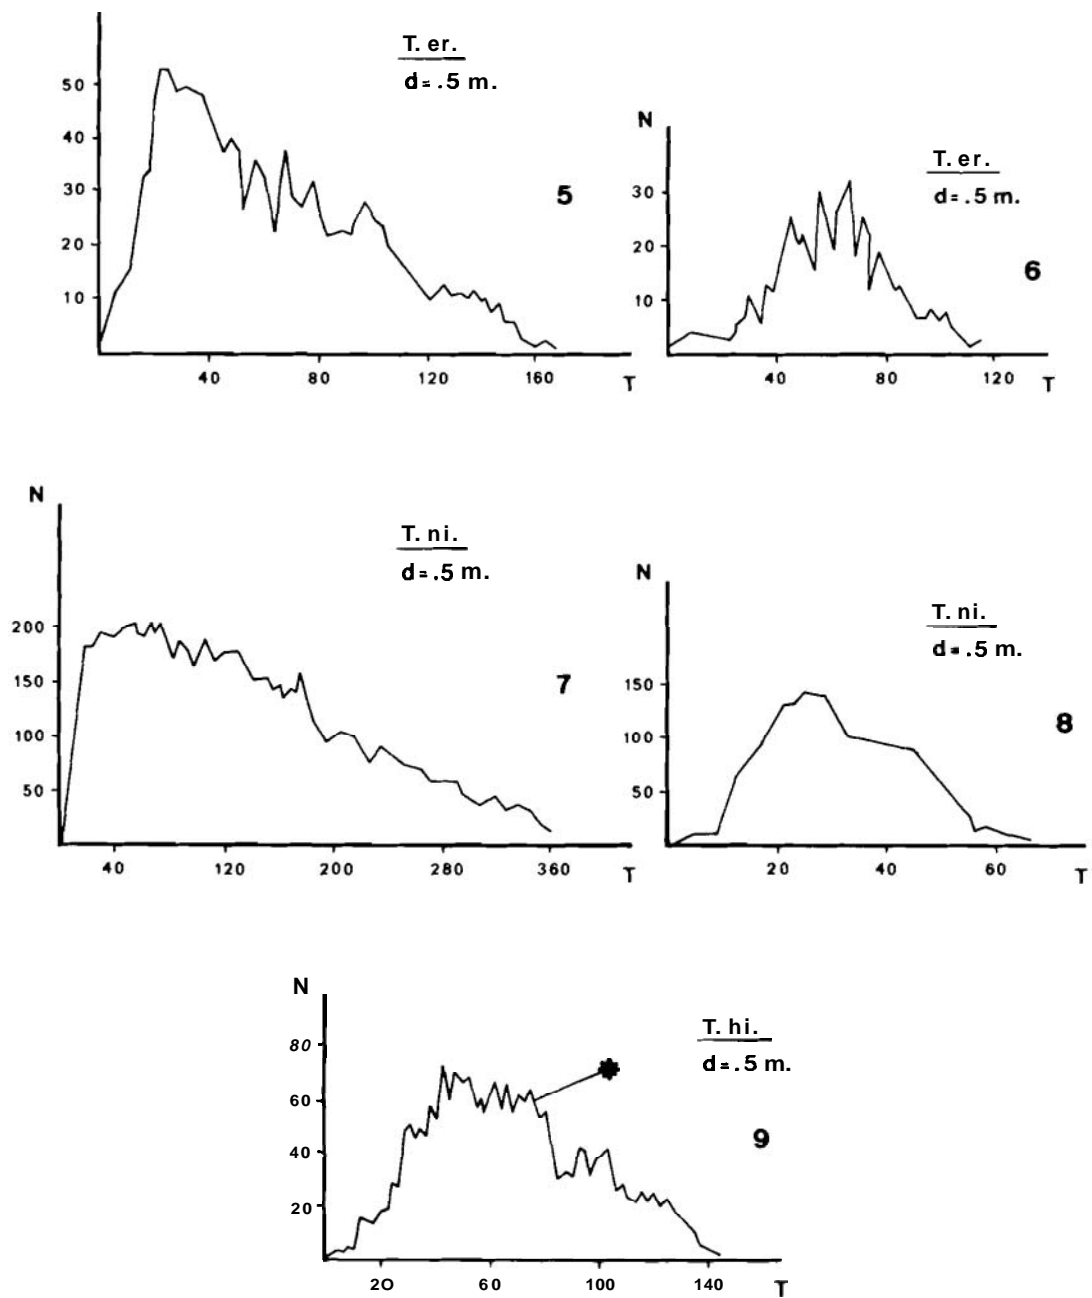 T. er.
d = .5 m.
50
40
30
20
10
5
40 80 120 160 T
N
T. er.
d = .5 m.
30
20
10
6
40 80 120
N
T. ni.
d = .5 m.
200
150
100
50
7
40 120 200 280 360 T
N
T. ni.
d = .5 m.
150
100
50
8
20 40 60 T
N
T. hi.
d = .5 m.
80
60
40
20
✱
9
20 60 100 140 T